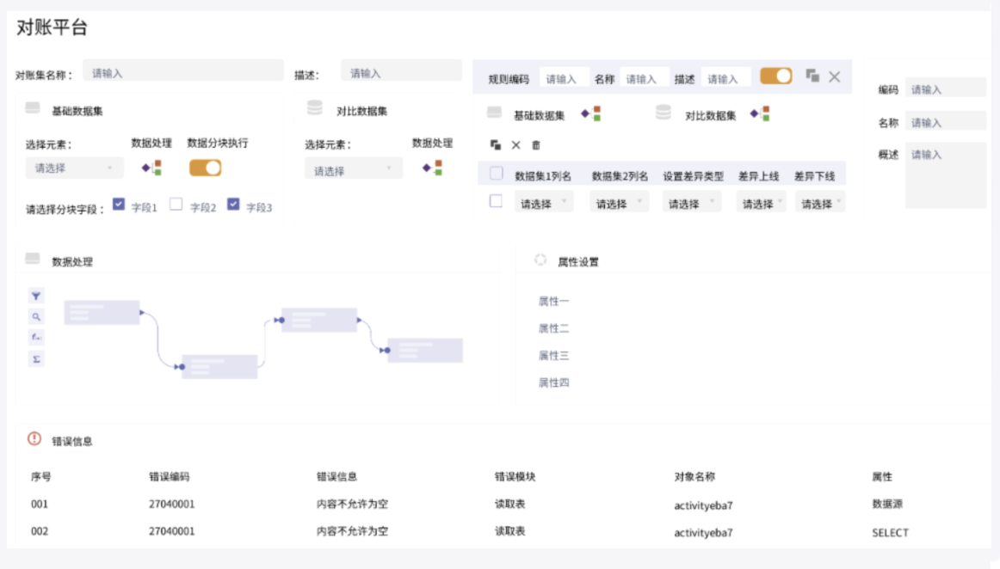 对账平台
对账集名称： 请输入 描述： 请输入
基础数据集 对比数据集
选择元素： 数据处理 数据分块执行 选择元素： 数据处理
请选择 请选择
请选择分块字段： 字段1 字段2 字段3
规则编码 请输入 名称 请输入 描述 请输入
基础数据集 对比数据集
数据集1列名 数据集2列名 设置差异类型 差异上线 差异下线
请选择 请选择 请选择 请选择 请选择
编码 请输入
名称 请输入
概述 请输入
数据处理
Σ
属性设置
属性一
属性二
属性三
属性四
错误信息
序号 错误编码 错误信息 错误模块 对象名称 属性
001 27040001 内容不允许为空 读取表 activityeba7 数据源
002 27040001 内容不允许为空 读取表 activityeba7 SELECT